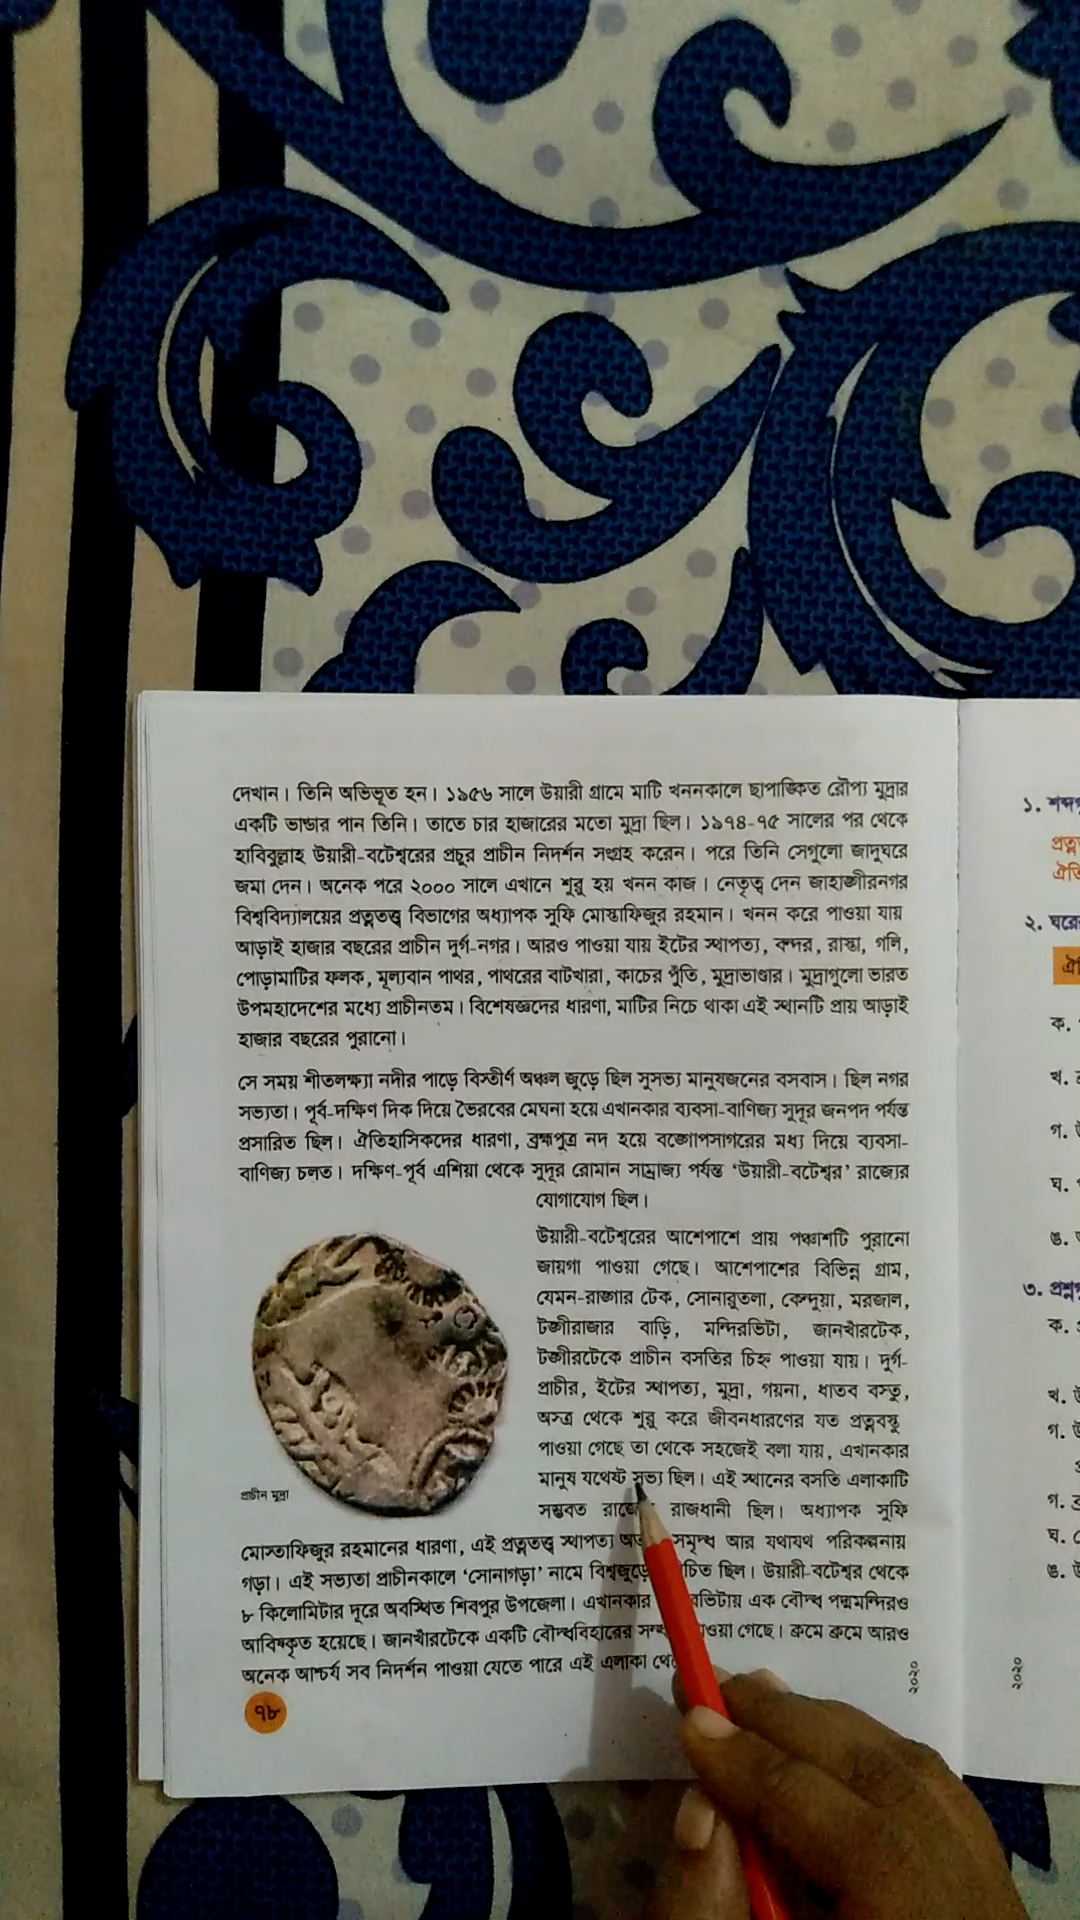 দেখান। তিনি অভিভূত হন। ১৯৫৬ সালে উয়ারী গ্রামে মাটি খননকালে ছাপাঙ্কিত রৌপ্য মুদ্রার
একটি ভাণ্ডার পান তিনি। তাতে চার হাজারের মতো মুদ্রা ছিল। ১৯৭৪-৭৫ সালের পর থেকে
হাবিবুল্লাহ উয়ারী-বটেশ্বরের প্রচুর প্রাচীন নিদর্শন সংগ্রহ করেন। পরে তিনি সেগুলো জাদুঘরে
জমা দেন। অনেক পরে ২০০০ সালে এখানে শুরু হয় খনন কাজ। নেতৃত্ব দেন জাহাঙ্গীরনগর
বিশ্ববিদ্যালয়ের প্রত্নতত্ত্ব বিভাগের অধ্যাপক সুফি মোস্তাফিজুর রহমান। খনন করে পাওয়া যায়
আড়াই হাজার বছরের প্রাচীন দুর্গ-নগর। আরও পাওয়া যায় ইটের স্থাপত্য, বন্দর, রাস্তা, গলি,
পোড়ামাটির ফলক, মূল্যবান পাথর, পাথরের বাটখারা, কাচের পুঁতি, মুদ্রাভাণ্ডার। মুদ্রাগুলো ভারত
উপমহাদেশের মধ্যে প্রাচীনতম। বিশেষজ্ঞদের ধারণা, মাটির নিচে থাকা এই স্থানটি প্রায় আড়াই
হাজার বছরের পুরানো।
সে সময় শীতলক্ষ্যা নদীর পাড়ে বিস্তীর্ণ অঞ্চল জুড়ে ছিল সুসভ্য মানুষজনের বসবাস। ছিল নগর
সভ্যতা। পূর্ব-দক্ষিণ দিক দিয়ে ভৈরবের মেঘনা হয়ে এখানকার ব্যবসা-বাণিজ্য সুদূর জনপদ পর্যন্ত
প্রসারিত ছিল। ঐতিহাসিকদের ধারণা, ব্রহ্মপুত্র নদ হয়ে বঙ্গোপসাগরের মধ্য দিয়ে ব্যবসা-
বাণিজ্য চলত। দক্ষিণ-পূর্ব এশিয়া থেকে সুদূর রোমান সাম্রাজ্য পর্যন্ত ‘উয়ারী-বটেশ্বর’ রাজ্যের
যোগাযোগ ছিল।
উয়ারী-বটেশ্বরের আশেপাশে প্রায় পঞ্চাশটি পুরানো
জায়গা পাওয়া গেছে। আশেপাশের বিভিন্ন গ্রাম,
যেমন-রাঙ্গার টেক, সোনারুতলা, কেন্দুয়া, মরজাল,
টঙ্গীরাজার বাড়ি, মন্দিরভিটা, জানখাঁরটেক,
টঙ্গীরটেকে প্রাচীন বসতির চিহ্ন পাওয়া যায়। দুর্গ-
প্রাচীর, ইটের স্থাপত্য, মুদ্রা, গয়না, ধাতব বস্তু,
অস্ত্র থেকে শুরু করে জীবনধারণের যত প্রত্নবস্তু
পাওয়া গেছে তা থেকে সহজেই বলা যায়, এখানকার
মানুষ যথেষ্ট সভ্য ছিল। এই স্থানের বসতি এলাকাটি
প্রাচীন মুদ্রা
সম্ভবত রাজধানী ছিল। অধ্যাপক সুফি
মোস্তাফিজুর রহমানের ধারণা, এই প্রত্নতত্ত্ব স্থাপত্য সমৃদ্ধ আর যথাযথ পরিকল্পনায়
গড়া। এই সভ্যতা প্রাচীনকালে ‘সোনাগড়া’ নামে বিশ্বজুড়ে ছিল। উয়ারী-বটেশ্বর থেকে
৮ কিলোমিটার দূরে অবস্থিত শিবপুর উপজেলা। এখানকার এক বৌদ্ধ পদ্মমন্দিরও
আবিষ্কৃত হয়েছে। জানখাঁরটেকে একটি বৌদ্ধবিহারের গেছে। ক্রমে ক্রমে আরও
অনেক আশ্চর্য সব নিদর্শন পাওয়া যেতে পারে এই এলাকা
৭৮
২০২০
২০২০
১.
২.
ক.
খ.
গ.
ঘ.
ঙ.
৩.
ক.
খ.
গ.
গ.
ঘ.
ঙ.